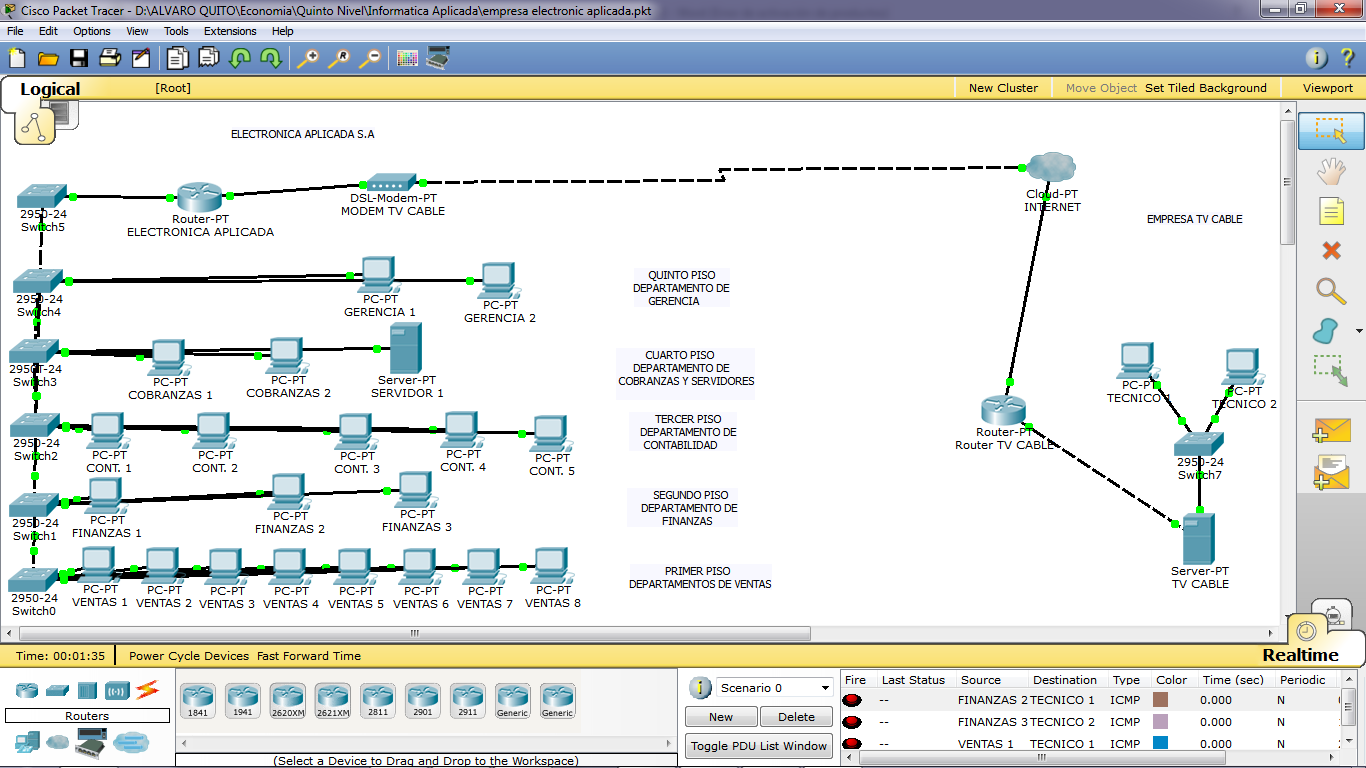 Cisco Packet Tracer - D:\ALVARO QUITO\Economia\Quinto Nivel\Informatica Aplicada\empresa electronic aplicada.pkt
File Edit Options View Tools Extensions Help
Logical [Root] New Cluster Move Object Set Tiled Background Viewport
ELECTRONICA APLICADA S.A
2950-24
Switch5
Router-PT
ELECTRONICA APLICADA
DSL-Modem-PT
MODEM TV CABLE
Cloud-PT
INTERNET
EMPRESA TV CABLE
2950-24
Switch4
PC-PT
GERENCIA 1
PC-PT
GERENCIA 2
QUINTO PISO
DEPARTAMENTO DE
GERENCIA
2950T-24
Switch3
PC-PT
COBRANZAS 1
PC-PT
COBRANZAS 2
Server-PT
SERVIDOR 1
CUARTO PISO
DEPARTAMENTO DE
COBRANZAS Y SERVIDORES
PC-PT
TECNICO 1
PC-PT
TECNICO 2
2950-24
Switch2
PC-PT
CONT. 1
PC-PT
CONT. 2
PC-PT
CONT. 3
PC-PT
CONT. 4
PC-PT
CONT. 5
TERCER PISO
DEPARTAMENTO DE
CONTABILIDAD
Router-PT
Router TV CABLE
2950-24
Switch7
2950-24
Switch1
PC-PT
FINANZAS 1
PC-PT
FINANZAS 2
PC-PT
FINANZAS 3
SEGUNDO PISO
DEPARTAMENTO DE
FINANZAS
Server-PT
TV CABLE
2950-24
Switch0
PC-PT
VENTAS 1
PC-PT
VENTAS 2
PC-PT
VENTAS 3
PC-PT
VENTAS 4
PC-PT
VENTAS 5
PC-PT
VENTAS 6
PC-PT
VENTAS 7
PC-PT
VENTAS 8
PRIMER PISO
DEPARTAMENTOS DE VENTAS
Time: 00:01:35 Power Cycle Devices Fast Forward Time
Realtime
Routers
1841 1941 2620XM 2621XM 2811 2901 2911 Generic Generic
(Select a Device to Drag and Drop to the Workspace)
Scenario 0
New Delete
Toggle PDU List Window
Fire Last Status Source Destination Type Color Time (sec) Periodic
-- FINANZAS 2 TECNICO 1 ICMP 0.000 N
-- FINANZAS 3 TECNICO 2 ICMP 0.000 N
-- VENTAS 1 TECNICO 1 ICMP 0.000 N